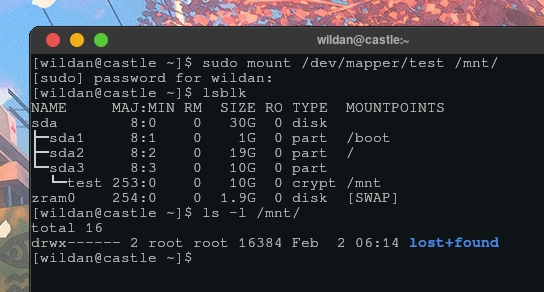 wildan@castle:~
[wildan@castle ~]$ sudo mount /dev/mapper/test /mnt/
[sudo] password for wildan:
[wildan@castle ~]$ lsblk
NAME     MAJ:MIN RM  SIZE RO TYPE  MOUNTPOINTS
sda        8:0    0   30G  0 disk
├─sda1     8:1    0    1G  0 part  /boot
├─sda2     8:2    0   19G  0 part  /
└─sda3     8:3    0   10G  0 part
  └─test 253:0    0   10G  0 crypt /mnt
zram0    254:0    0  1.9G  0 disk  [SWAP]
[wildan@castle ~]$ ls -l /mnt/
total 16
drwx------ 2 root root 16384 Feb  2 06:14 lost+found
[wildan@castle ~]$